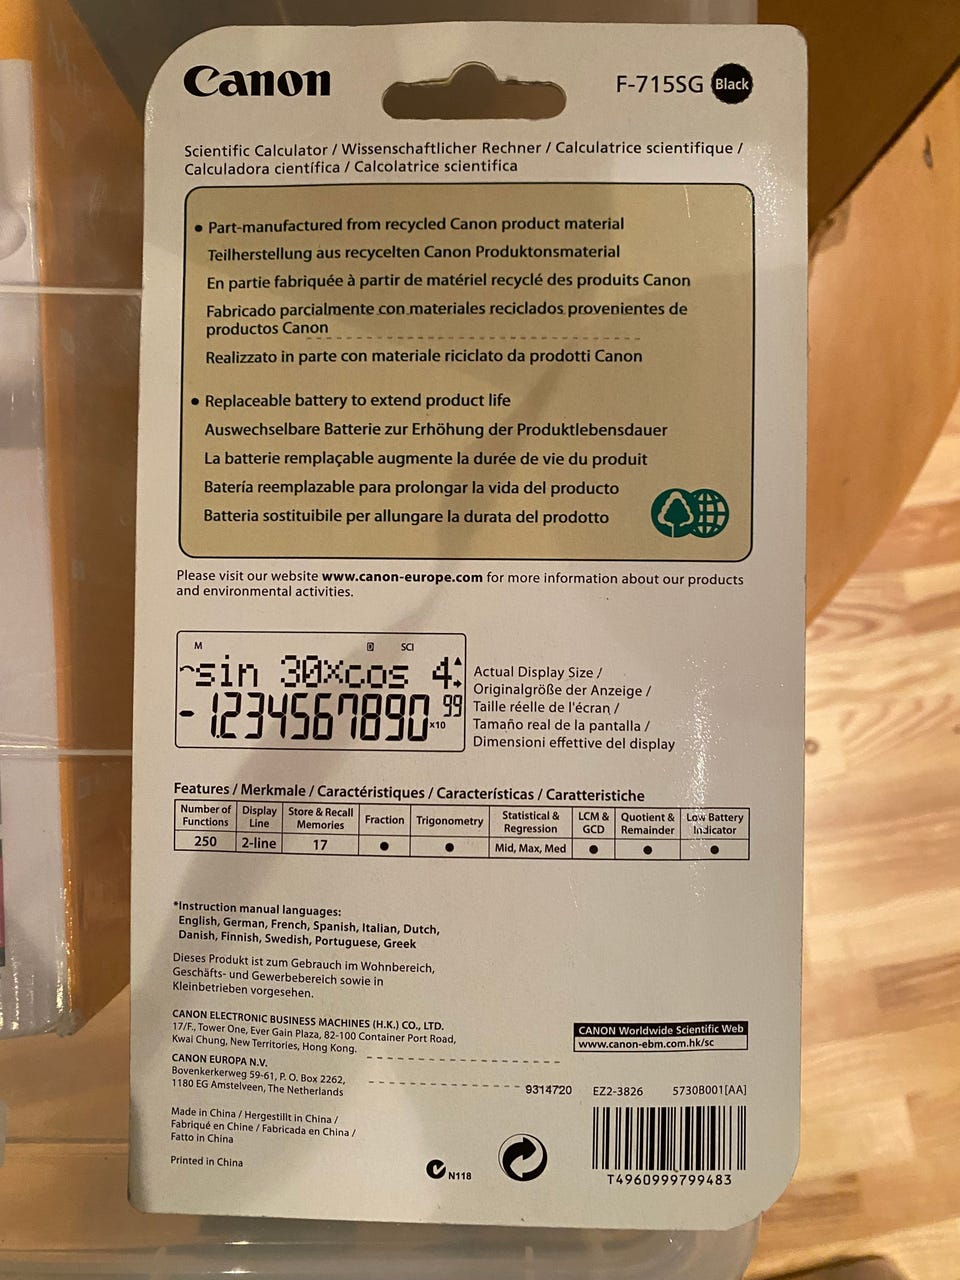 Canon
F-715SG Black
Scientific Calculator / Wissenschaftlicher Rechner / Calculatrice scientifique /
Calculadora científica / Calcolatrice scientifica
• Part-manufactured from recycled Canon product material
Teilherstellung aus recycelten Canon Produktonsmaterial
En partie fabriquée à partir de matériel recyclé des produits Canon
Fabricado parcialmente con materiales reciclados provenientes de
productos Canon
Realizzato in parte con materiale riciclato da prodotti Canon
• Replaceable battery to extend product life
Auswechselbare Batterie zur Erhöhung der Produktlebensdauer
La batterie remplaçable augmente la durée de vie du produit
Batería reemplazable para prolongar la vida del producto
Batteria sostituibile per allungare la durata del prodotto
Please visit our website www.canon-europe.com for more information about our products
and environmental activities.
M D SCI
sin 30×cos 4
-1.234567890 ×10 99
Actual Display Size /
Originalgröße der Anzeige /
Taille réelle de l'écran /
Tamaño real de la pantalla /
Dimensioni effettive del display
Features / Merkmale / Caractéristiques / Características / Caratteristiche
Number of Functions Display Line Store & Recall Memories Fraction Trigonometry Statistical & Regression LCM & GCD Quotient & Remainder Low Battery Indicator
250 2-line 17 ● ● Mid, Max, Med ● ● ●
*Instruction manual languages:
English, German, French, Spanish, Italian, Dutch,
Danish, Finnish, Swedish, Portuguese, Greek
Dieses Produkt ist zum Gebrauch im Wohnbereich,
Geschäfts- und Gewerbebereich sowie in
Kleinbetrieben vorgesehen.
CANON ELECTRONIC BUSINESS MACHINES (H.K.) CO., LTD.
17/F., Tower One, Ever Gain Plaza, 82-100 Container Port Road,
Kwai Chung, New Territories, Hong Kong.
CANON EUROPA N.V.
Bovenkerkerweg 59-61, P. O. Box 2262,
1180 EG Amstelveen, The Netherlands
CANON Worldwide Scientific Web
www.canon-ebm.com.hk/sc
9314720 EZ2-3826 5730B001[AA]
Made in China / Hergestillt in China /
Fabriqué en Chine / Fabricada en China /
Fatto in China
Printed in China
N118
T4960999799483